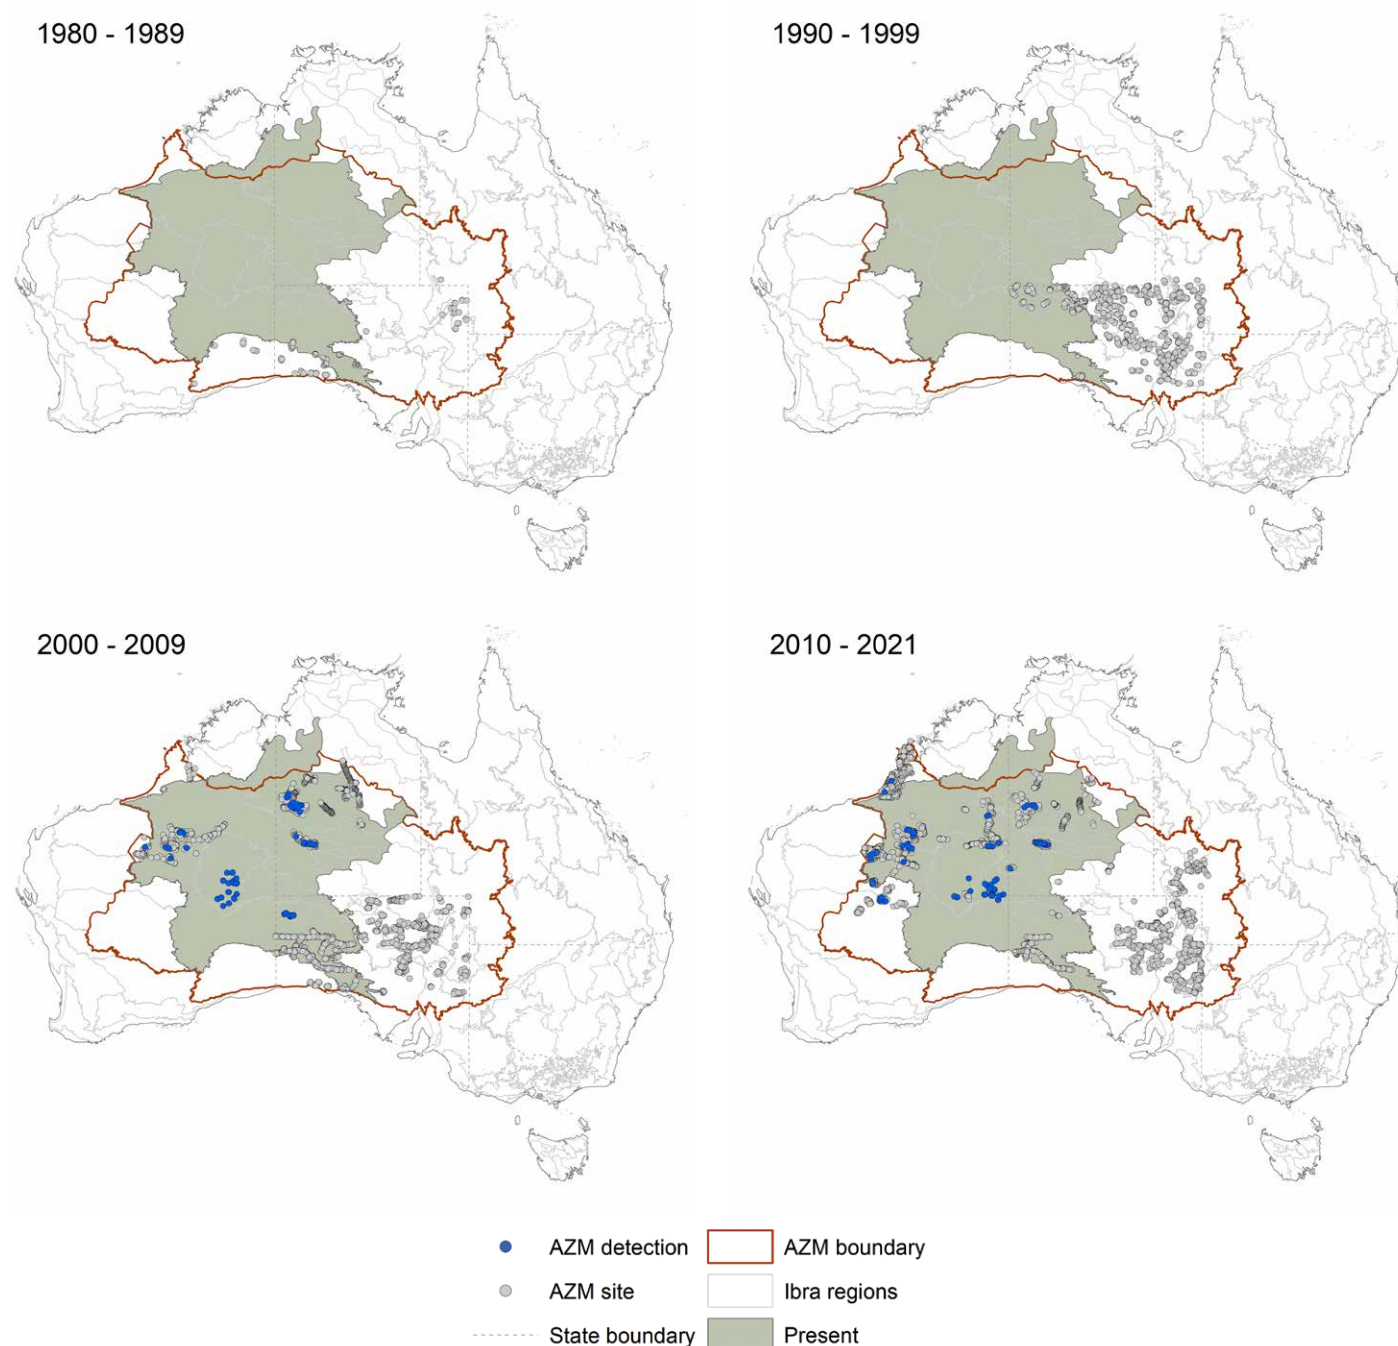 1980 - 1989
1990 - 1999
2000 - 2009
2010 - 2021
AZM detection
AZM boundary
AZM site
Ibra regions
State boundary
Present